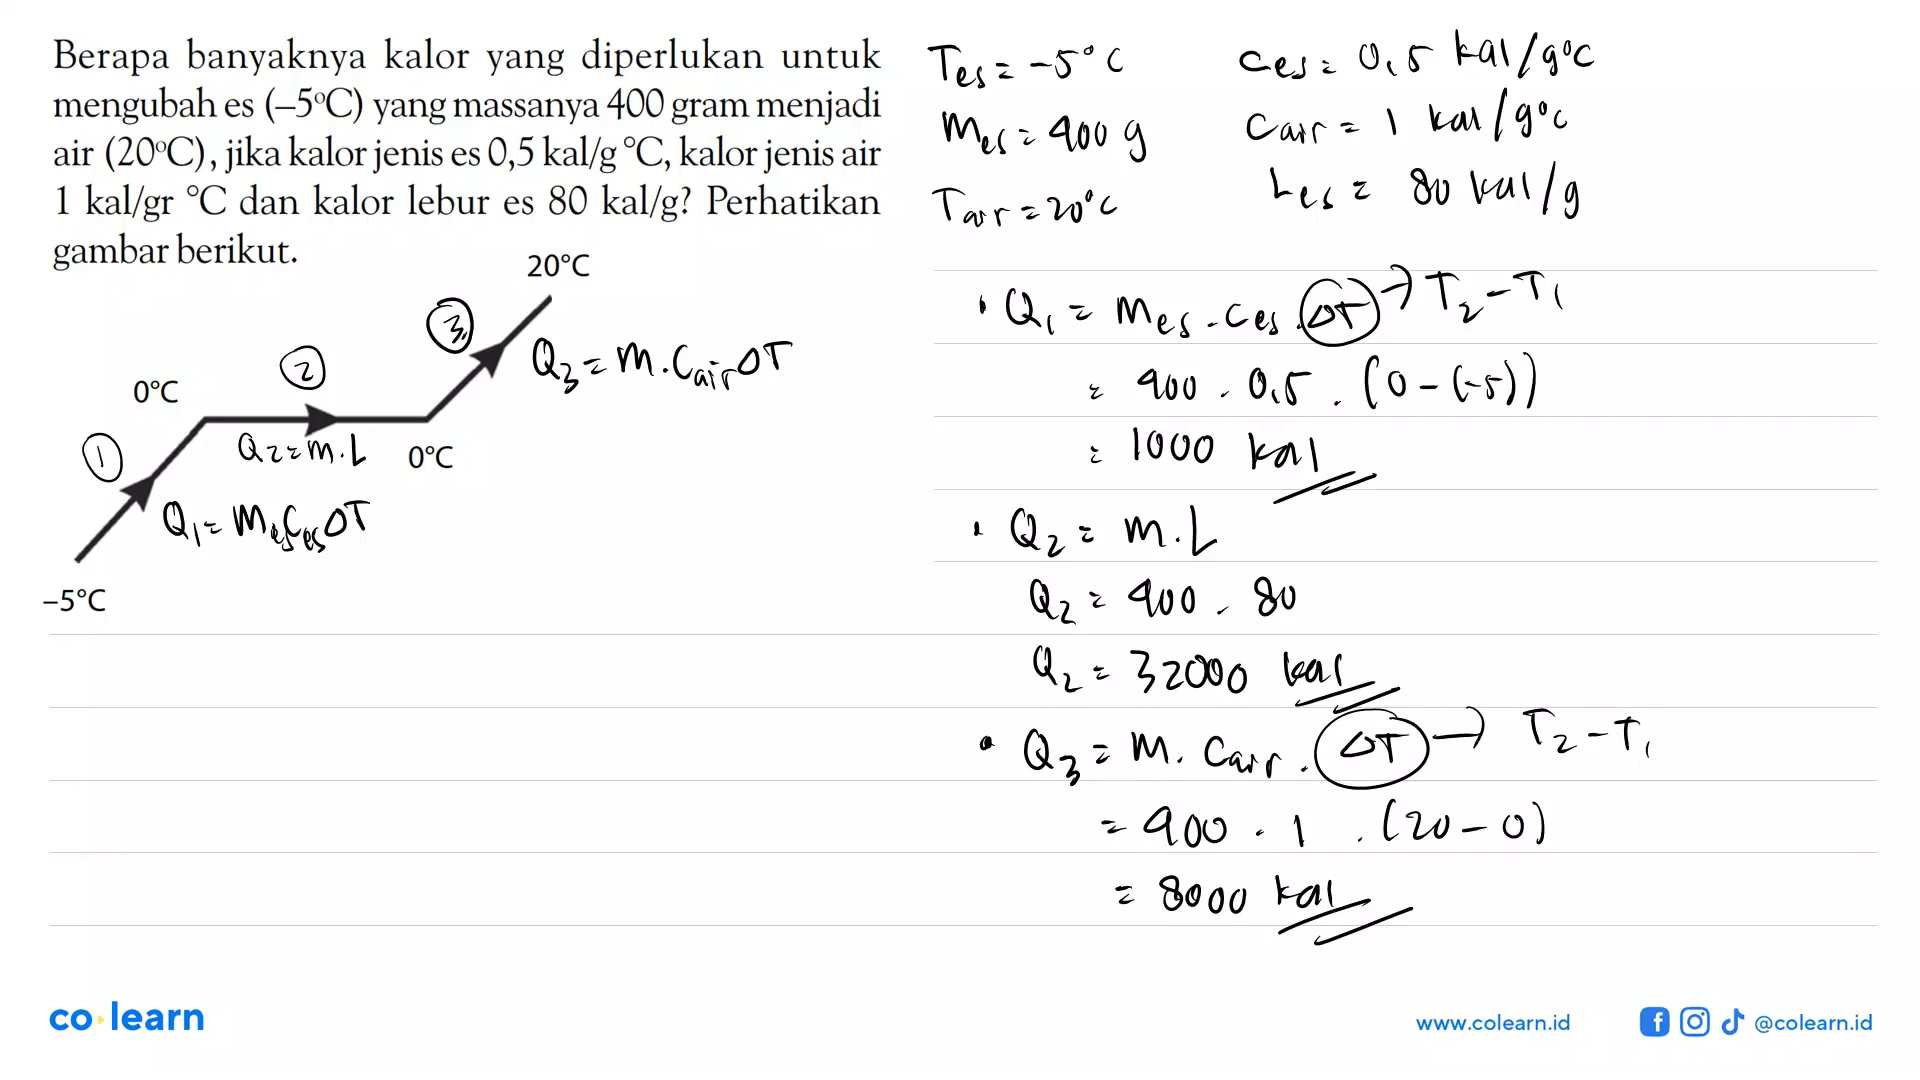 Berapa banyaknya kalor yang diperlukan untuk
mengubah es (–5°C) yang massanya 400 gram menjadi
air (20°C), jika kalor jenis es 0,5 kal/g °C, kalor jenis air
1 kal/gr °C dan kalor lebur es 80 kal/g? Perhatikan
gambar berikut.
20°C
3
Q3 = m.Cair ΔT
2
0°C
Q2 = m.L
0°C
1
Q1 = Mes Ces ΔT
–5°C
Tes = -5°C
Ces = 0,5 kal/g°C
Mes = 400 g
Cair = 1 kal/g°C
Tair = 20°C
Les = 80 kal/g
• Q1 = Mes . Ces . ΔT → T2 - T1
= 400 . 0,5 . (0 - (-5))
= 1000 kal
• Q2 = m.L
Q2 = 400 . 80
Q2 = 32000 kal
• Q3 = m. Cair . ΔT → T2 - T1
= 400 . 1 . (20 - 0)
= 8000 kal
co learn
www.colearn.id
@colearn.id